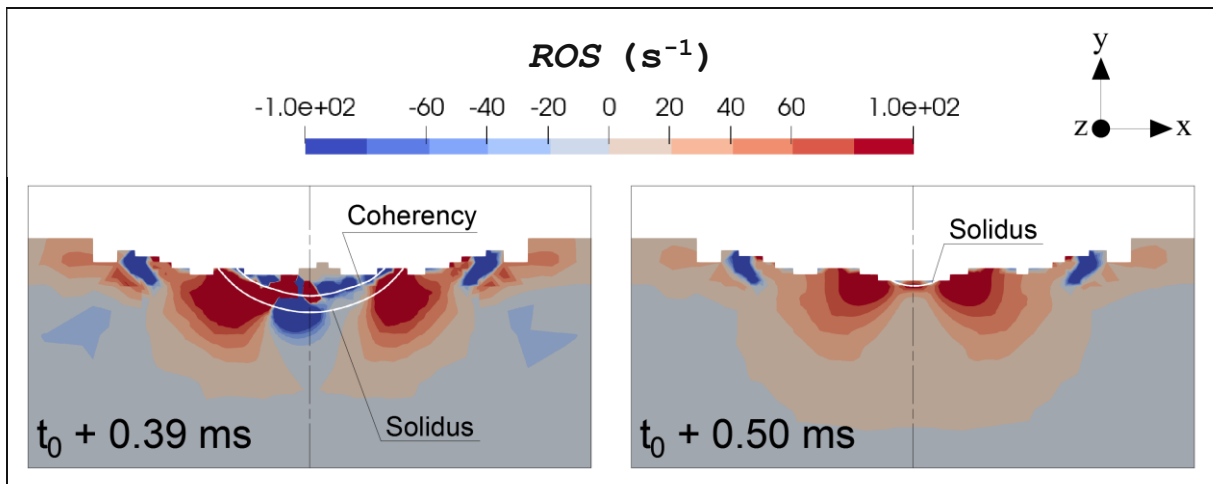 ROS (s⁻¹)
-1.0e+02 -60 -40 -20 0 20 40 60 1.0e+02
y
z x
Coherency
Solidus
t₀ + 0.39 ms
Solidus
t₀ + 0.50 ms